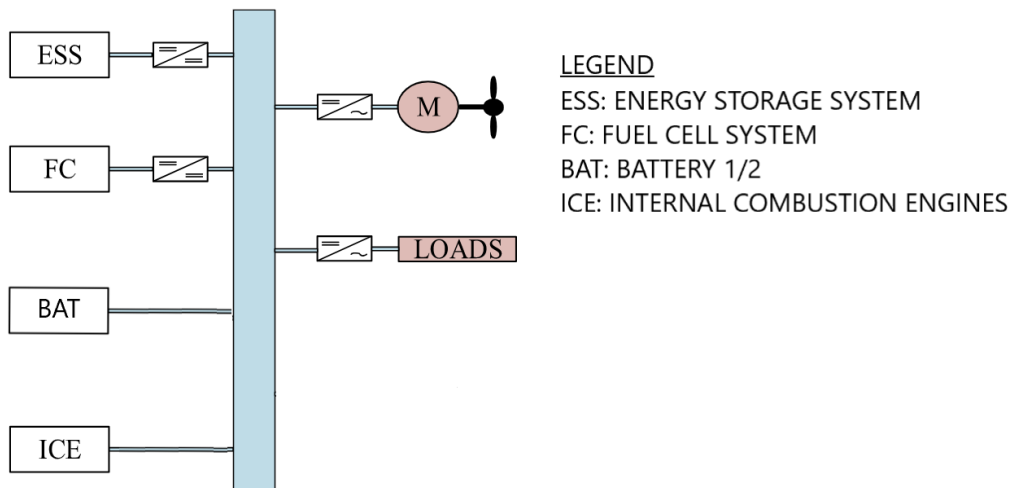 ESS
FC
BAT
ICE
M
LOADS
LEGEND
ESS: ENERGY STORAGE SYSTEM
FC: FUEL CELL SYSTEM
BAT: BATTERY 1/2
ICE: INTERNAL COMBUSTION ENGINES